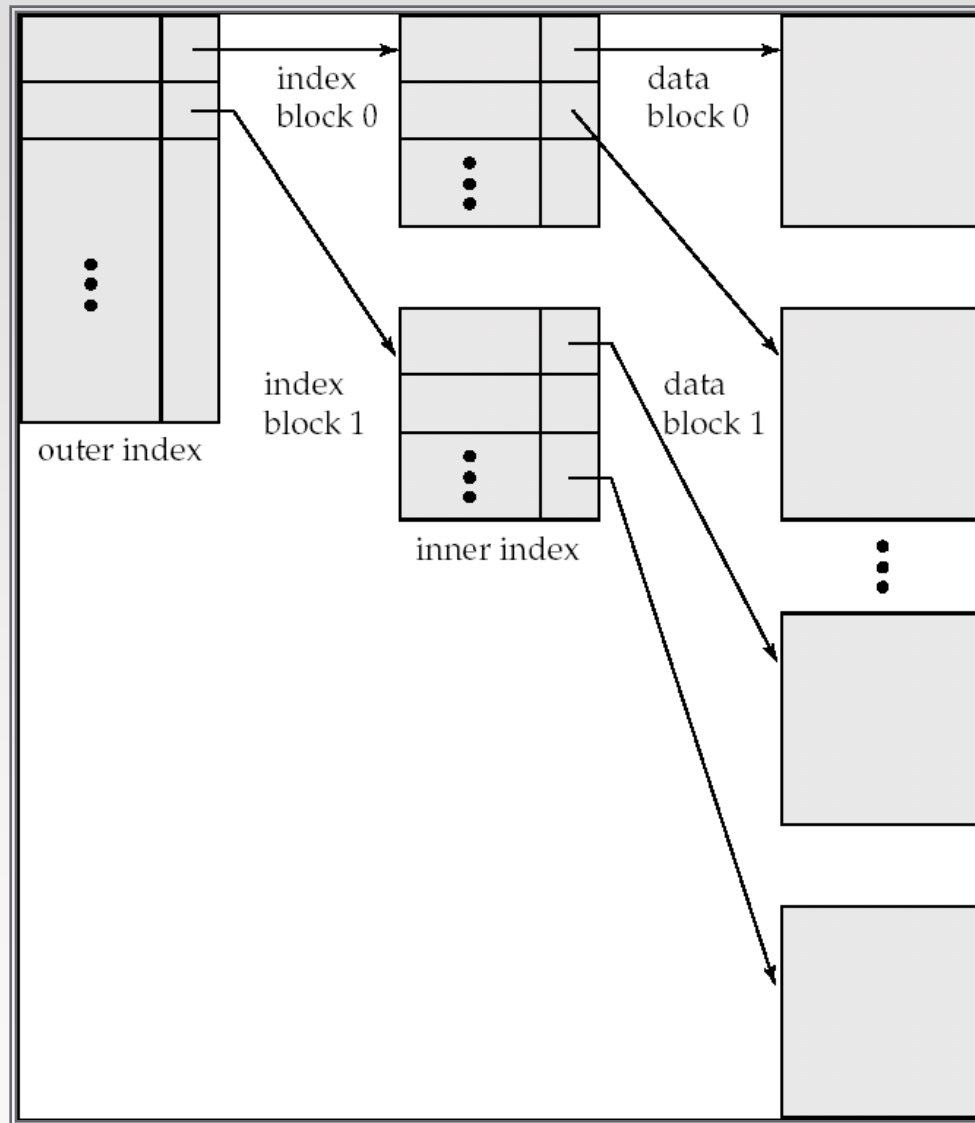 index
block 0
data
block 0
index
block 1
data
block 1
outer index
inner index